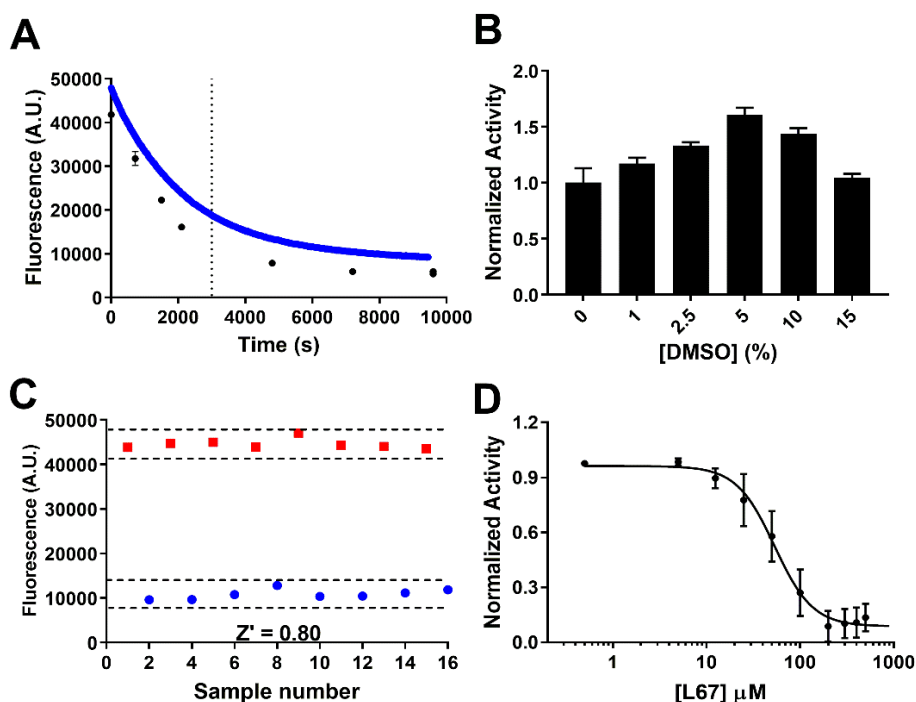 A
Fluorescence (A.U.)
50000
40000
30000
20000
10000
0
0 2000 4000 6000 8000 10000
Time (s)
B
Normalized Activity
2.0
1.5
1.0
0.5
0.0
0 1 2.5 5 10 15
[DMSO] (%)
C
Fluorescence (A.U.)
50000
40000
30000
20000
10000
0
Z' = 0.80
0 2 4 6 8 10 12 14 16
Sample number
D
Normalized Activity
1.2
0.9
0.6
0.3
0.0
1 10 100 1000
[L67] μM